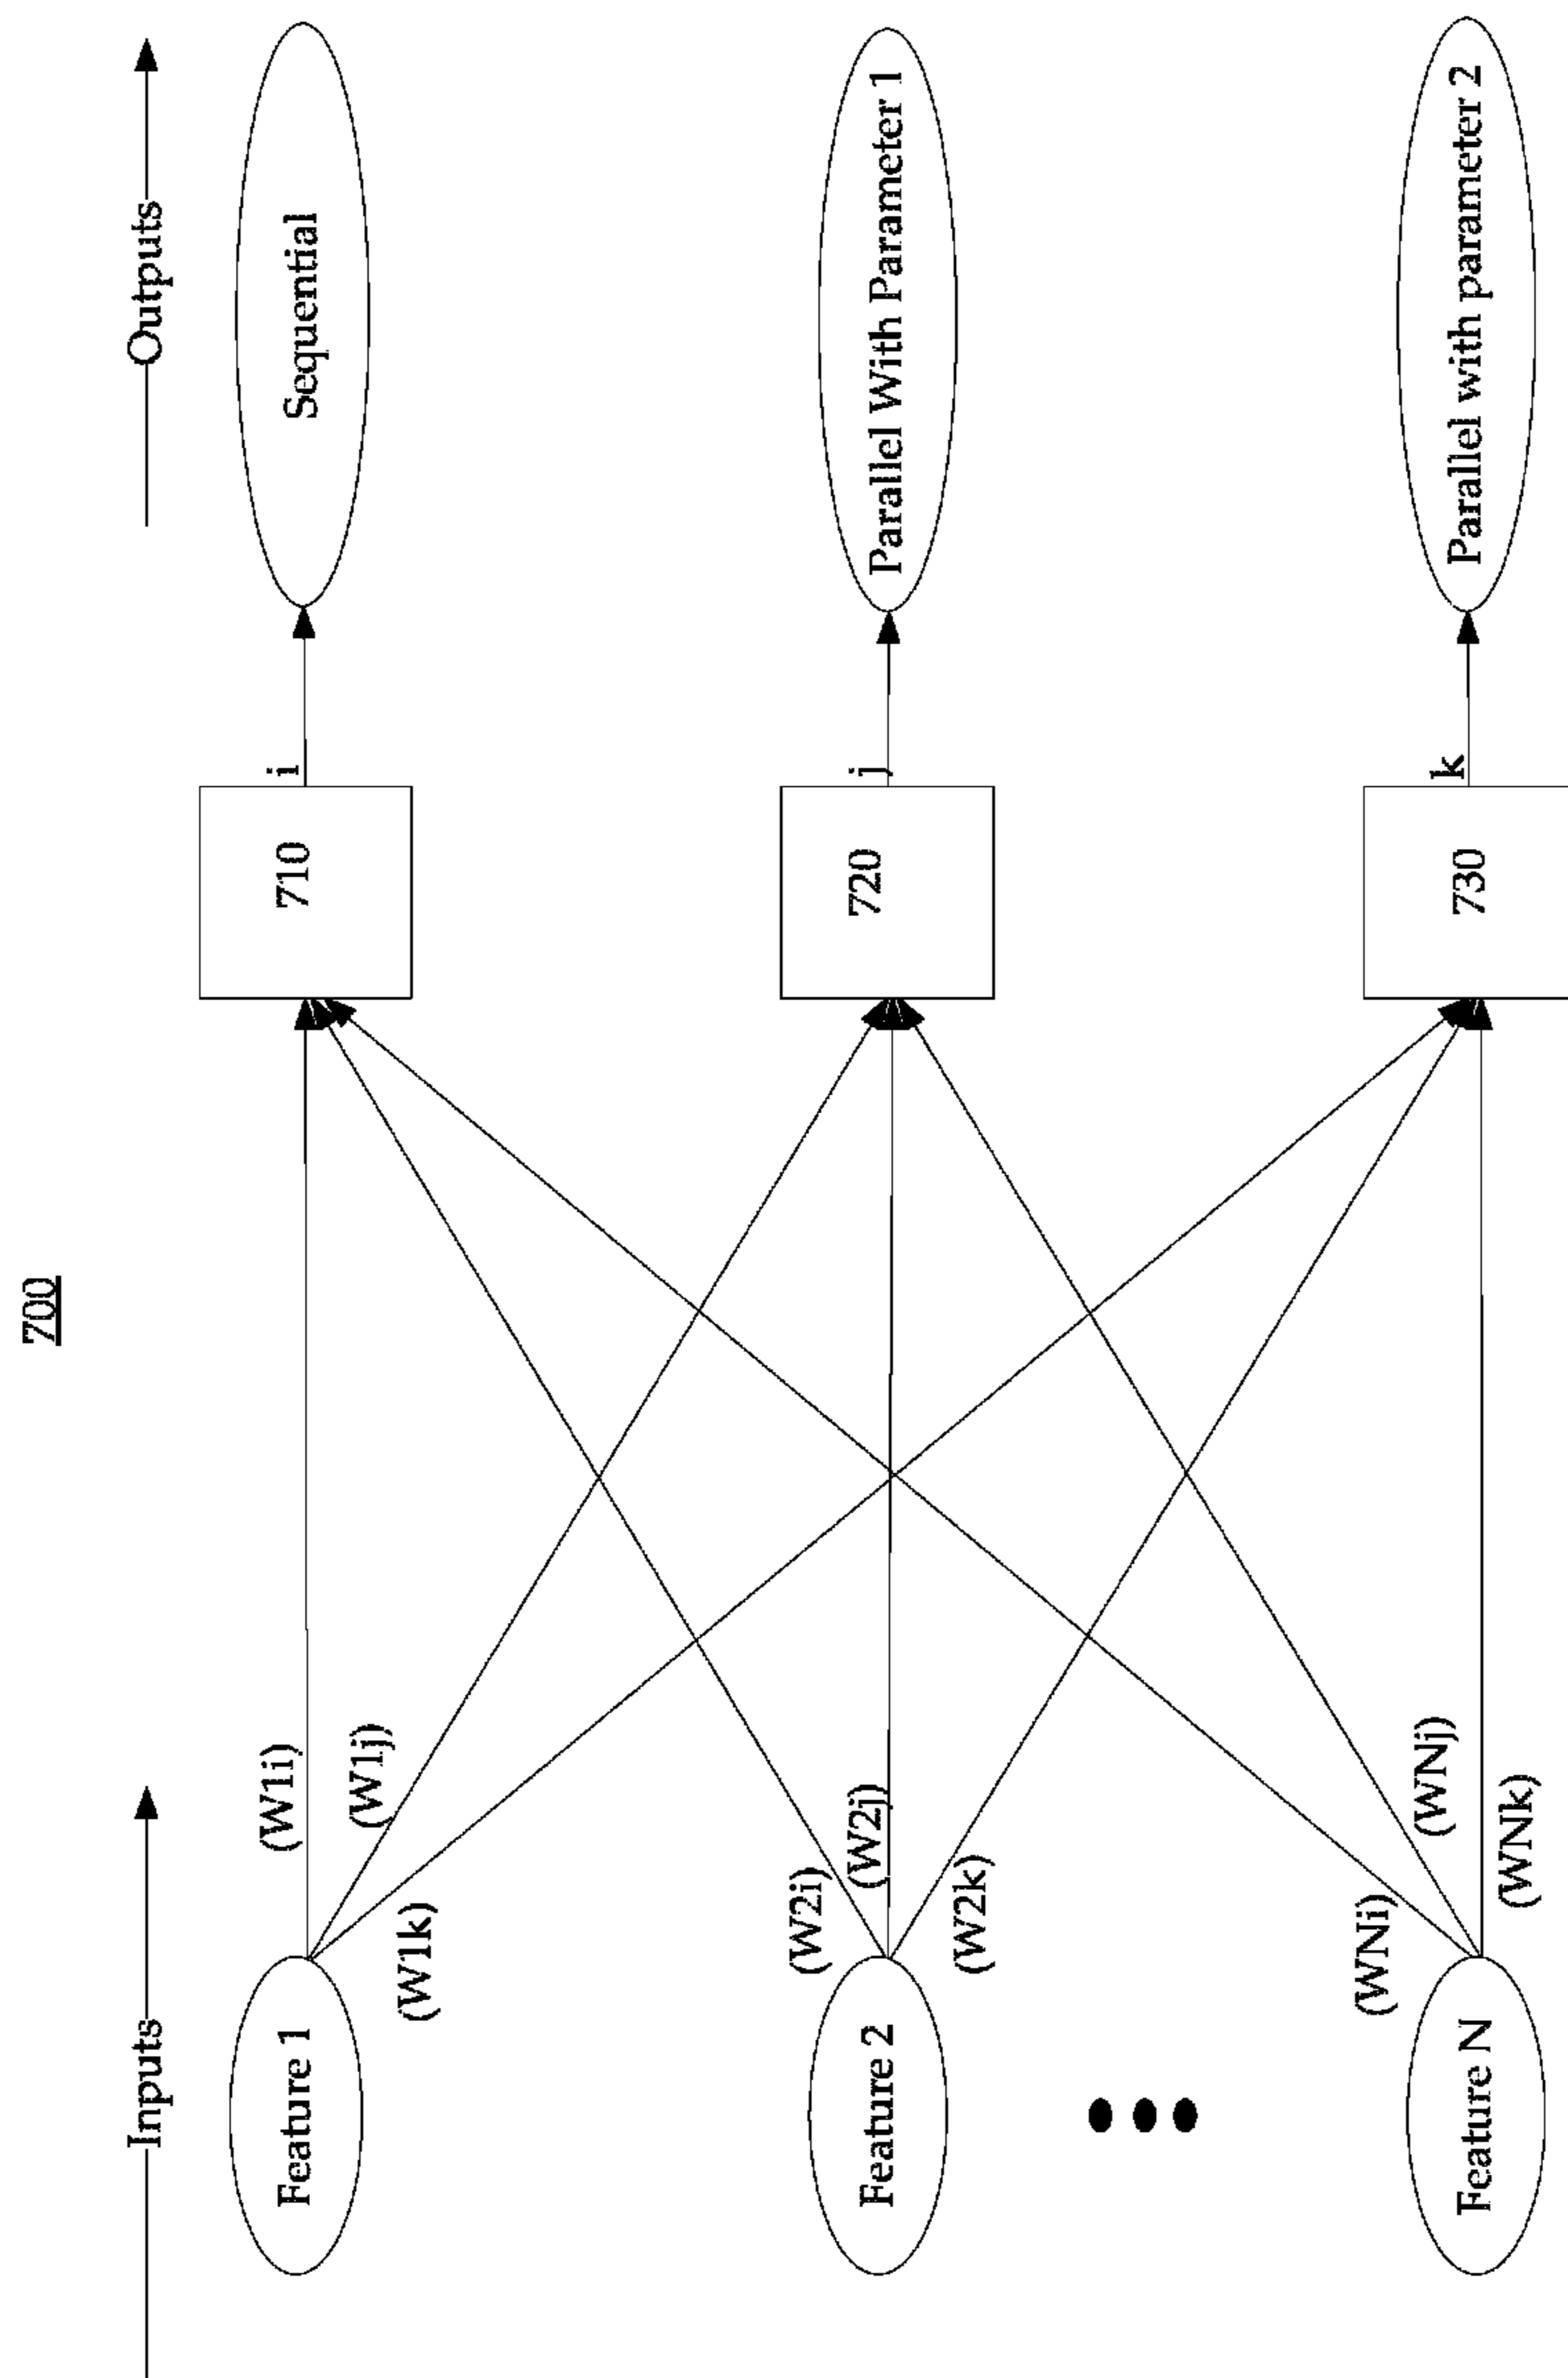 700
Inputs
Outputs
Feature 1
(W1i)
(W1j)
(W1k)
710
i
Sequential
Feature 2
(W2i)
(W2j)
(W2k)
720
j
Parallel With Parameter 1
Feature N
(WNi)
(WNj)
(WNk)
730
k
Parallel with parameter 2